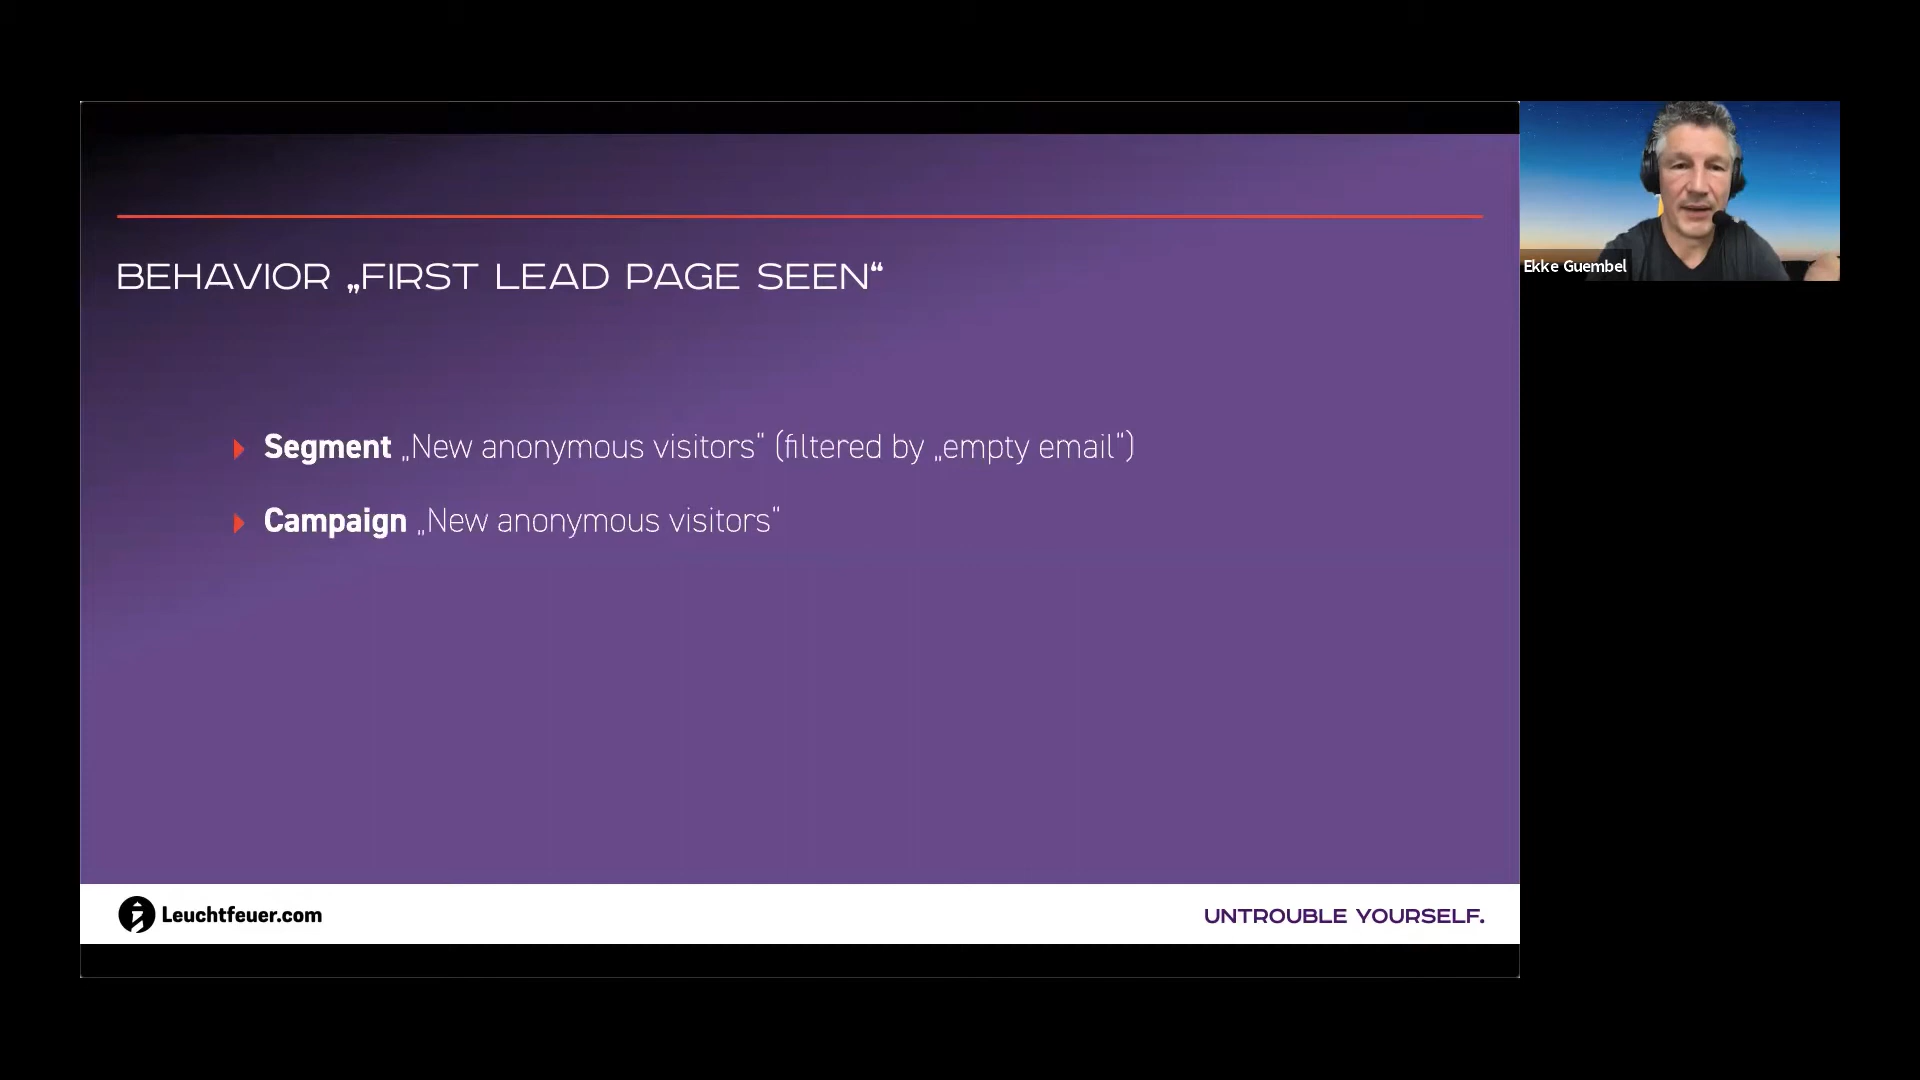 BEHAVIOR „FIRST LEAD PAGE SEEN“
Segment „New anonymous visitors“ (filtered by „empty email“)
Campaign „New anonymous visitors“
Leuchtfeuer.com
UNTROUBLE YOURSELF.
Ekke Guembel